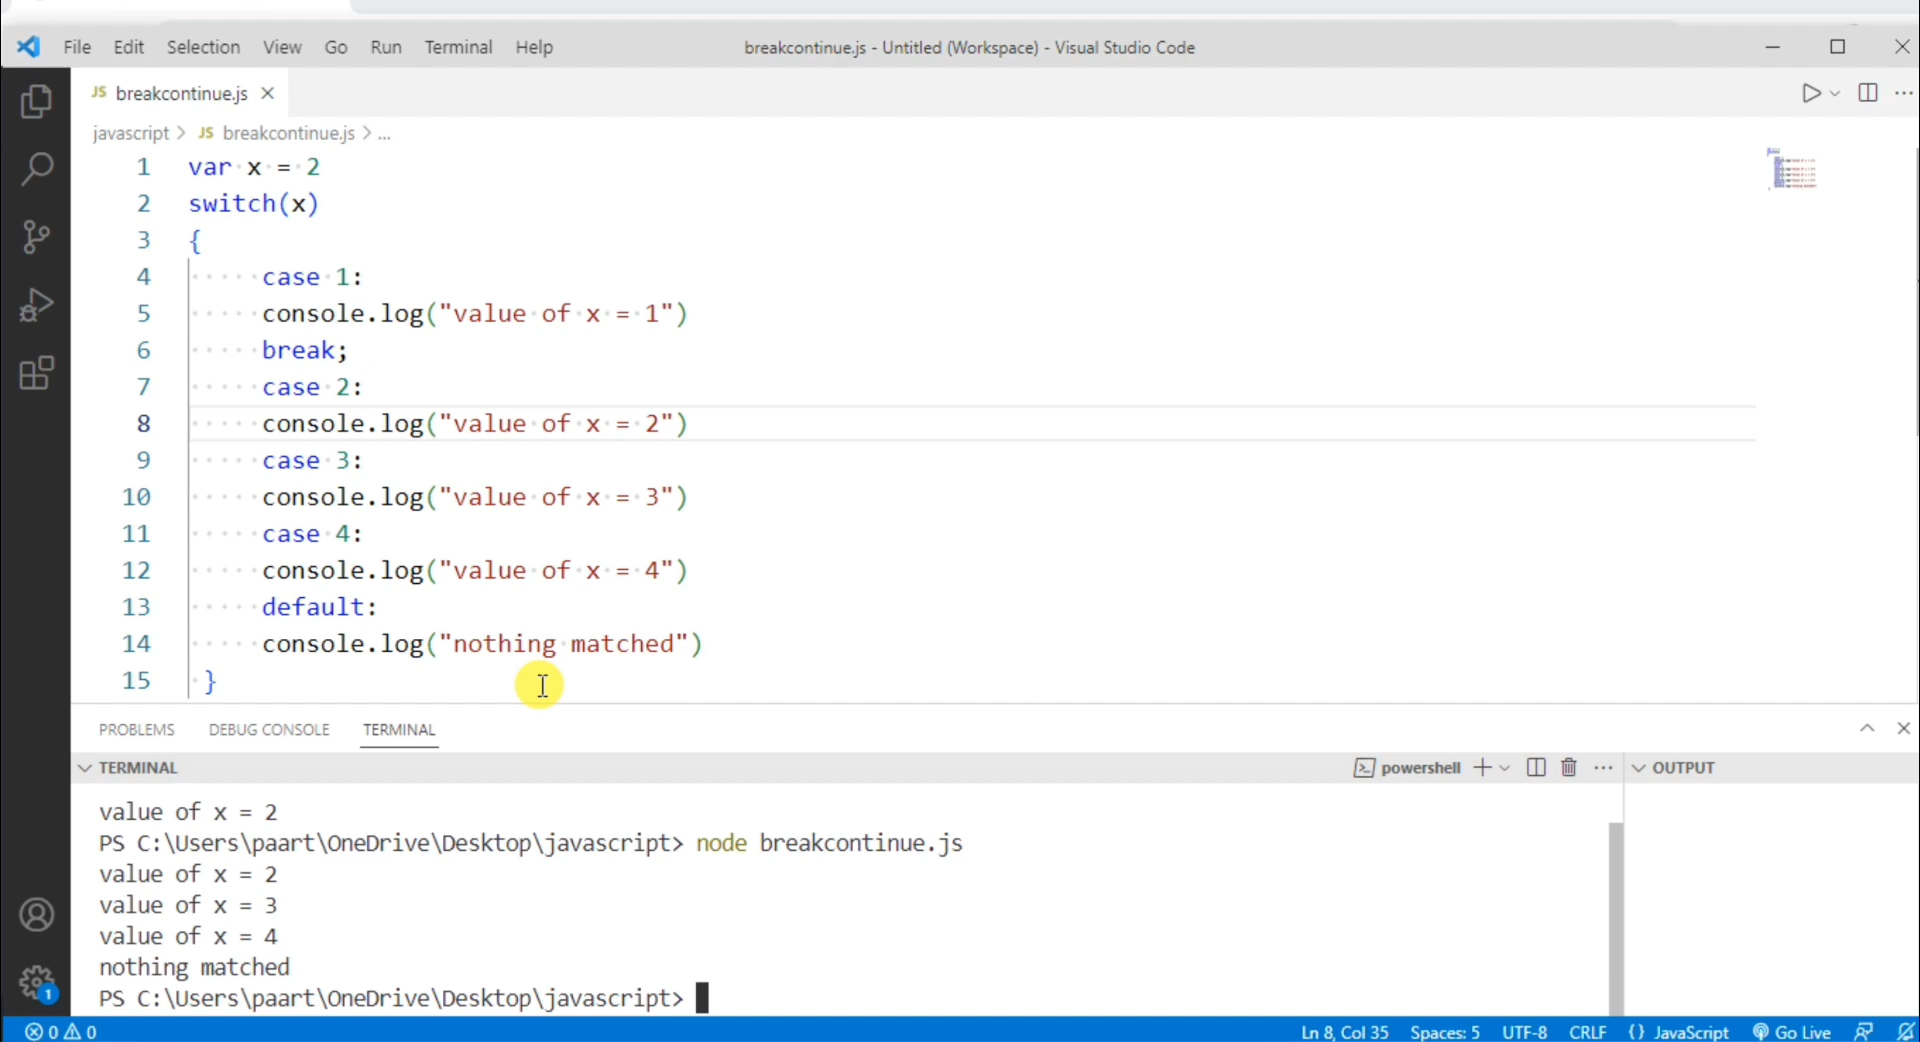 File Edit Selection View Go Run Terminal Help breakcontinue.js - Untitled (Workspace) - Visual Studio Code
JS breakcontinue.js
javascript > JS breakcontinue.js > ...
1 var x = 2
2 switch(x)
3 {
4 case 1:
5 console.log("value of x = 1")
6 break;
7 case 2:
8 console.log("value of x = 2")
9 case 3:
10 console.log("value of x = 3")
11 case 4:
12 console.log("value of x = 4")
13 default:
14 console.log("nothing matched")
15 }
PROBLEMS DEBUG CONSOLE TERMINAL
TERMINAL powershell OUTPUT
value of x = 2
PS C:\Users\paart\OneDrive\Desktop\javascript> node breakcontinue.js
value of x = 2
value of x = 3
value of x = 4
nothing matched
PS C:\Users\paart\OneDrive\Desktop\javascript>
1
0 0 Ln 8, Col 35 Spaces: 5 UTF-8 CRLF {} JavaScript Go Live